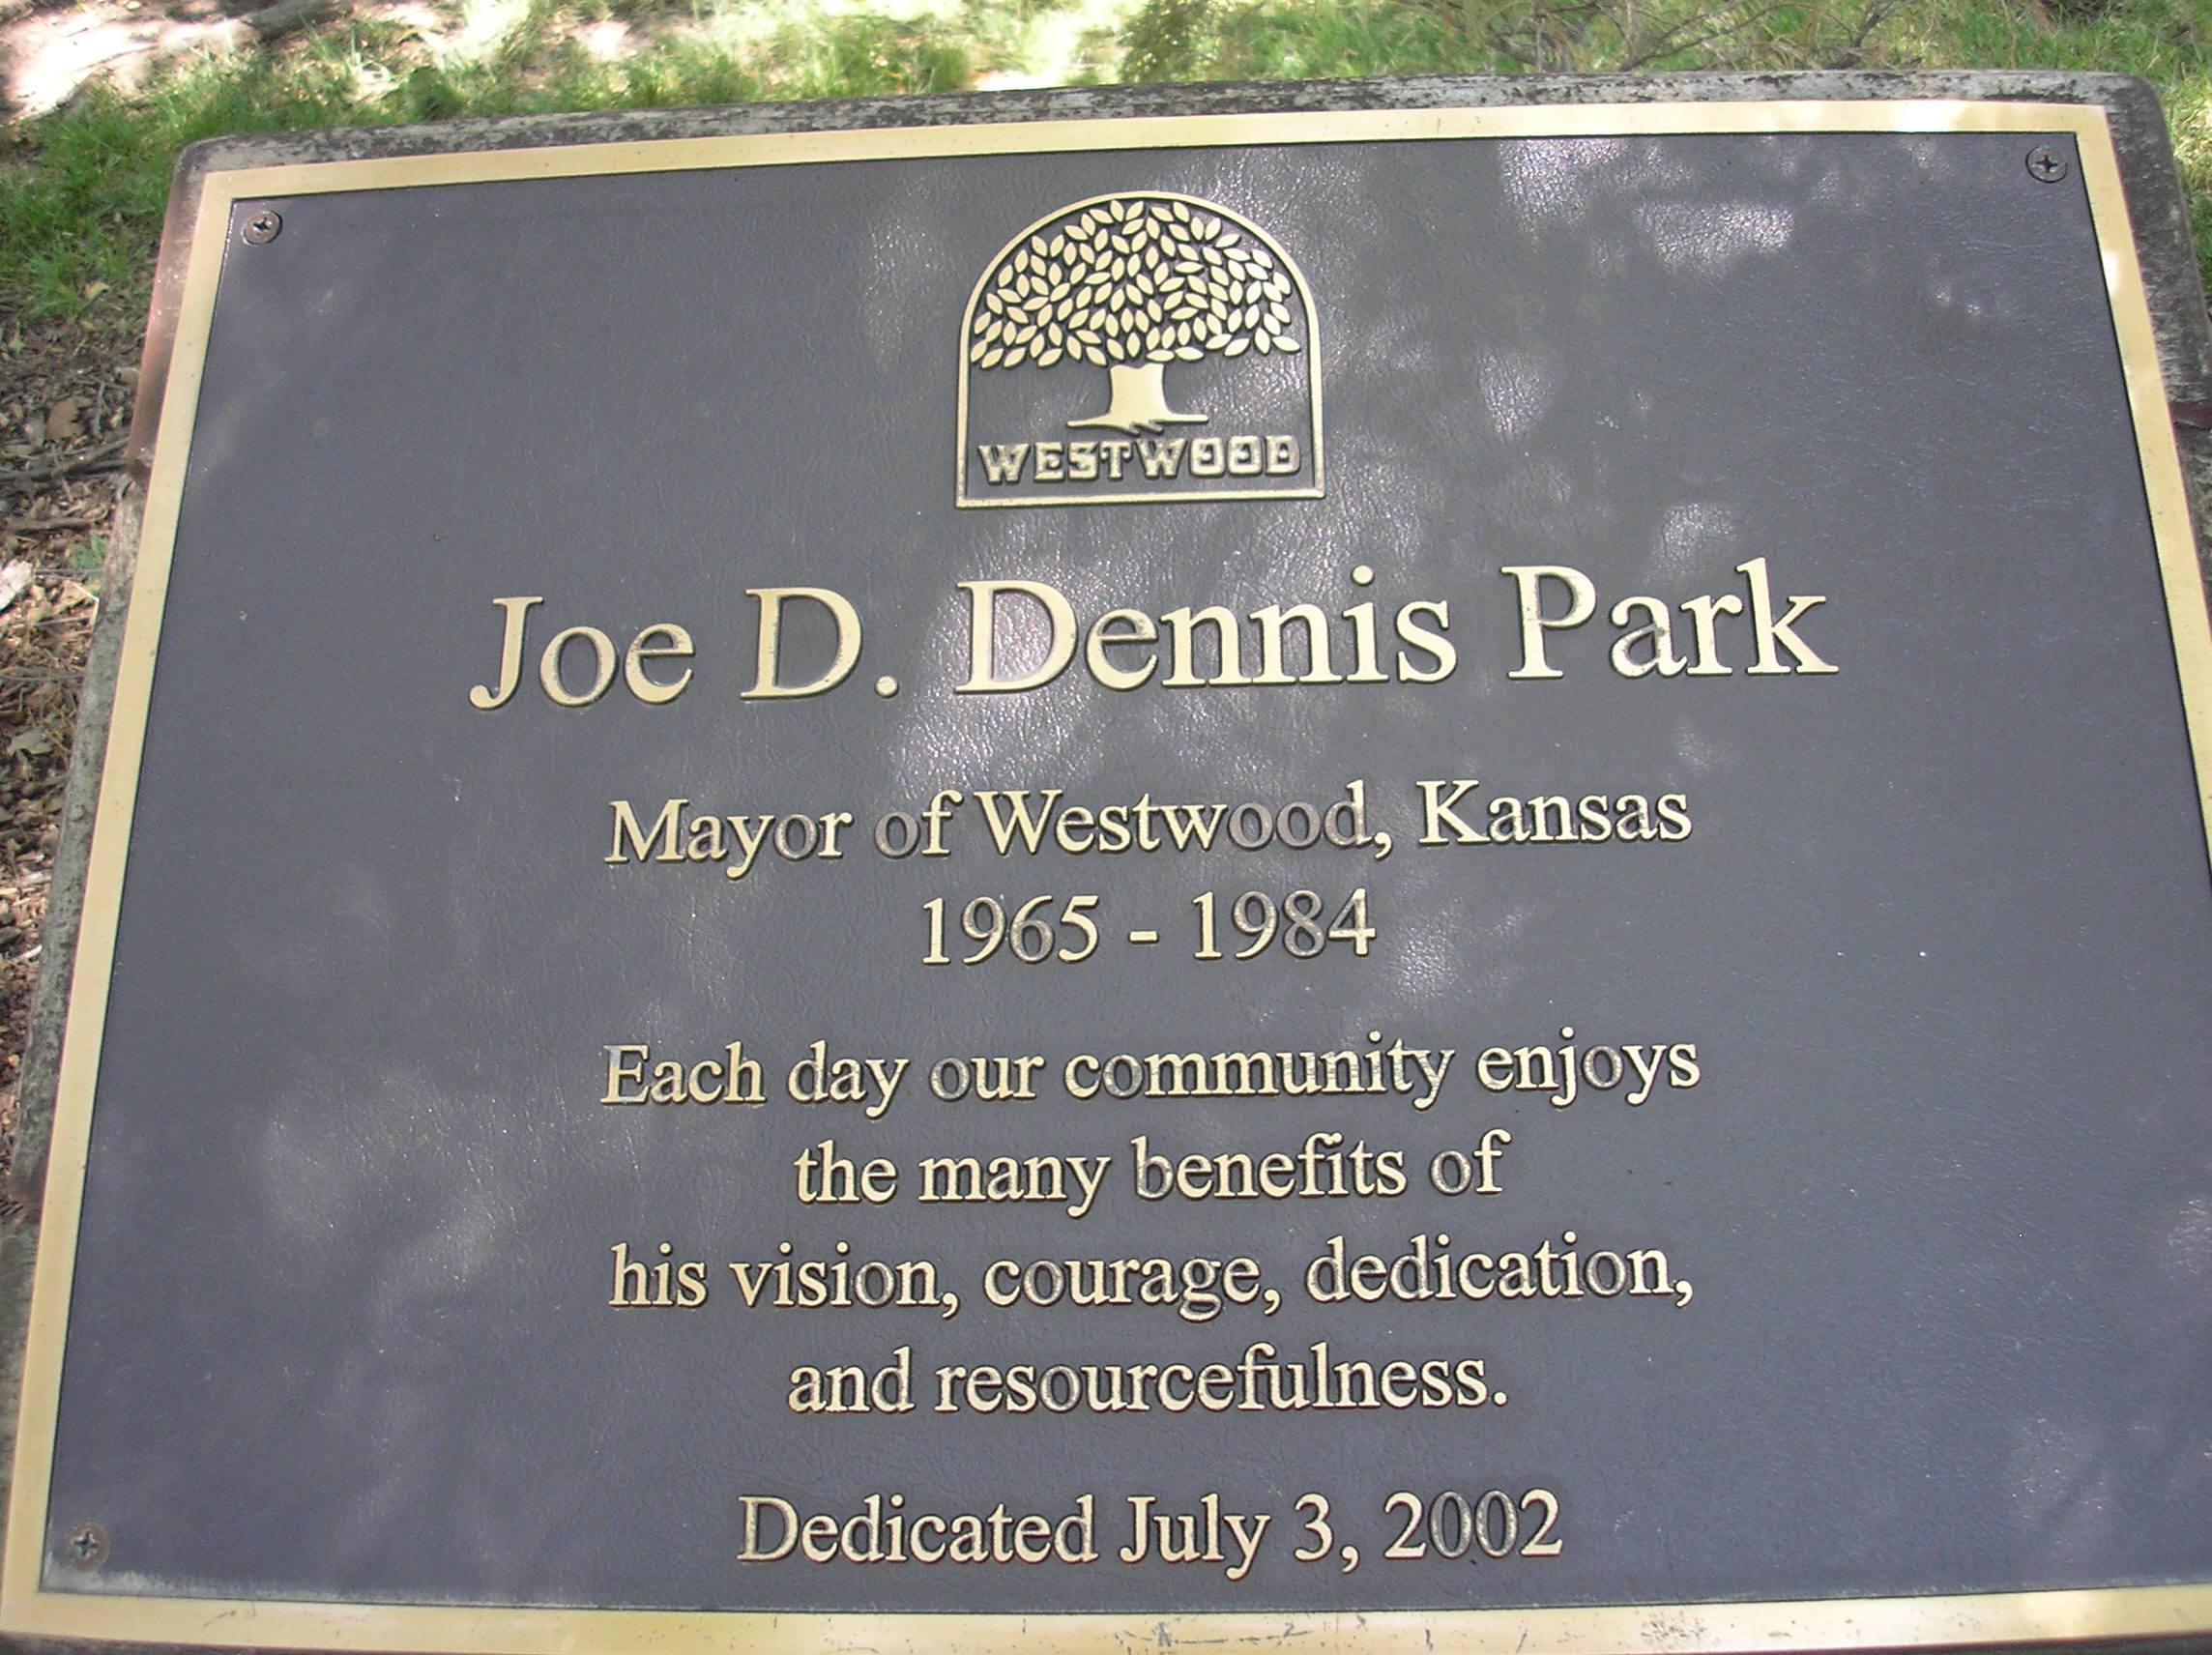 WESTWOOD
Joe D. Dennis Park
Mayor of Westwood, Kansas
1965 - 1984
Each day our community enjoys
the many benefits of
his vision, courage, dedication,
and resourcefulness.
Dedicated July 3, 2002